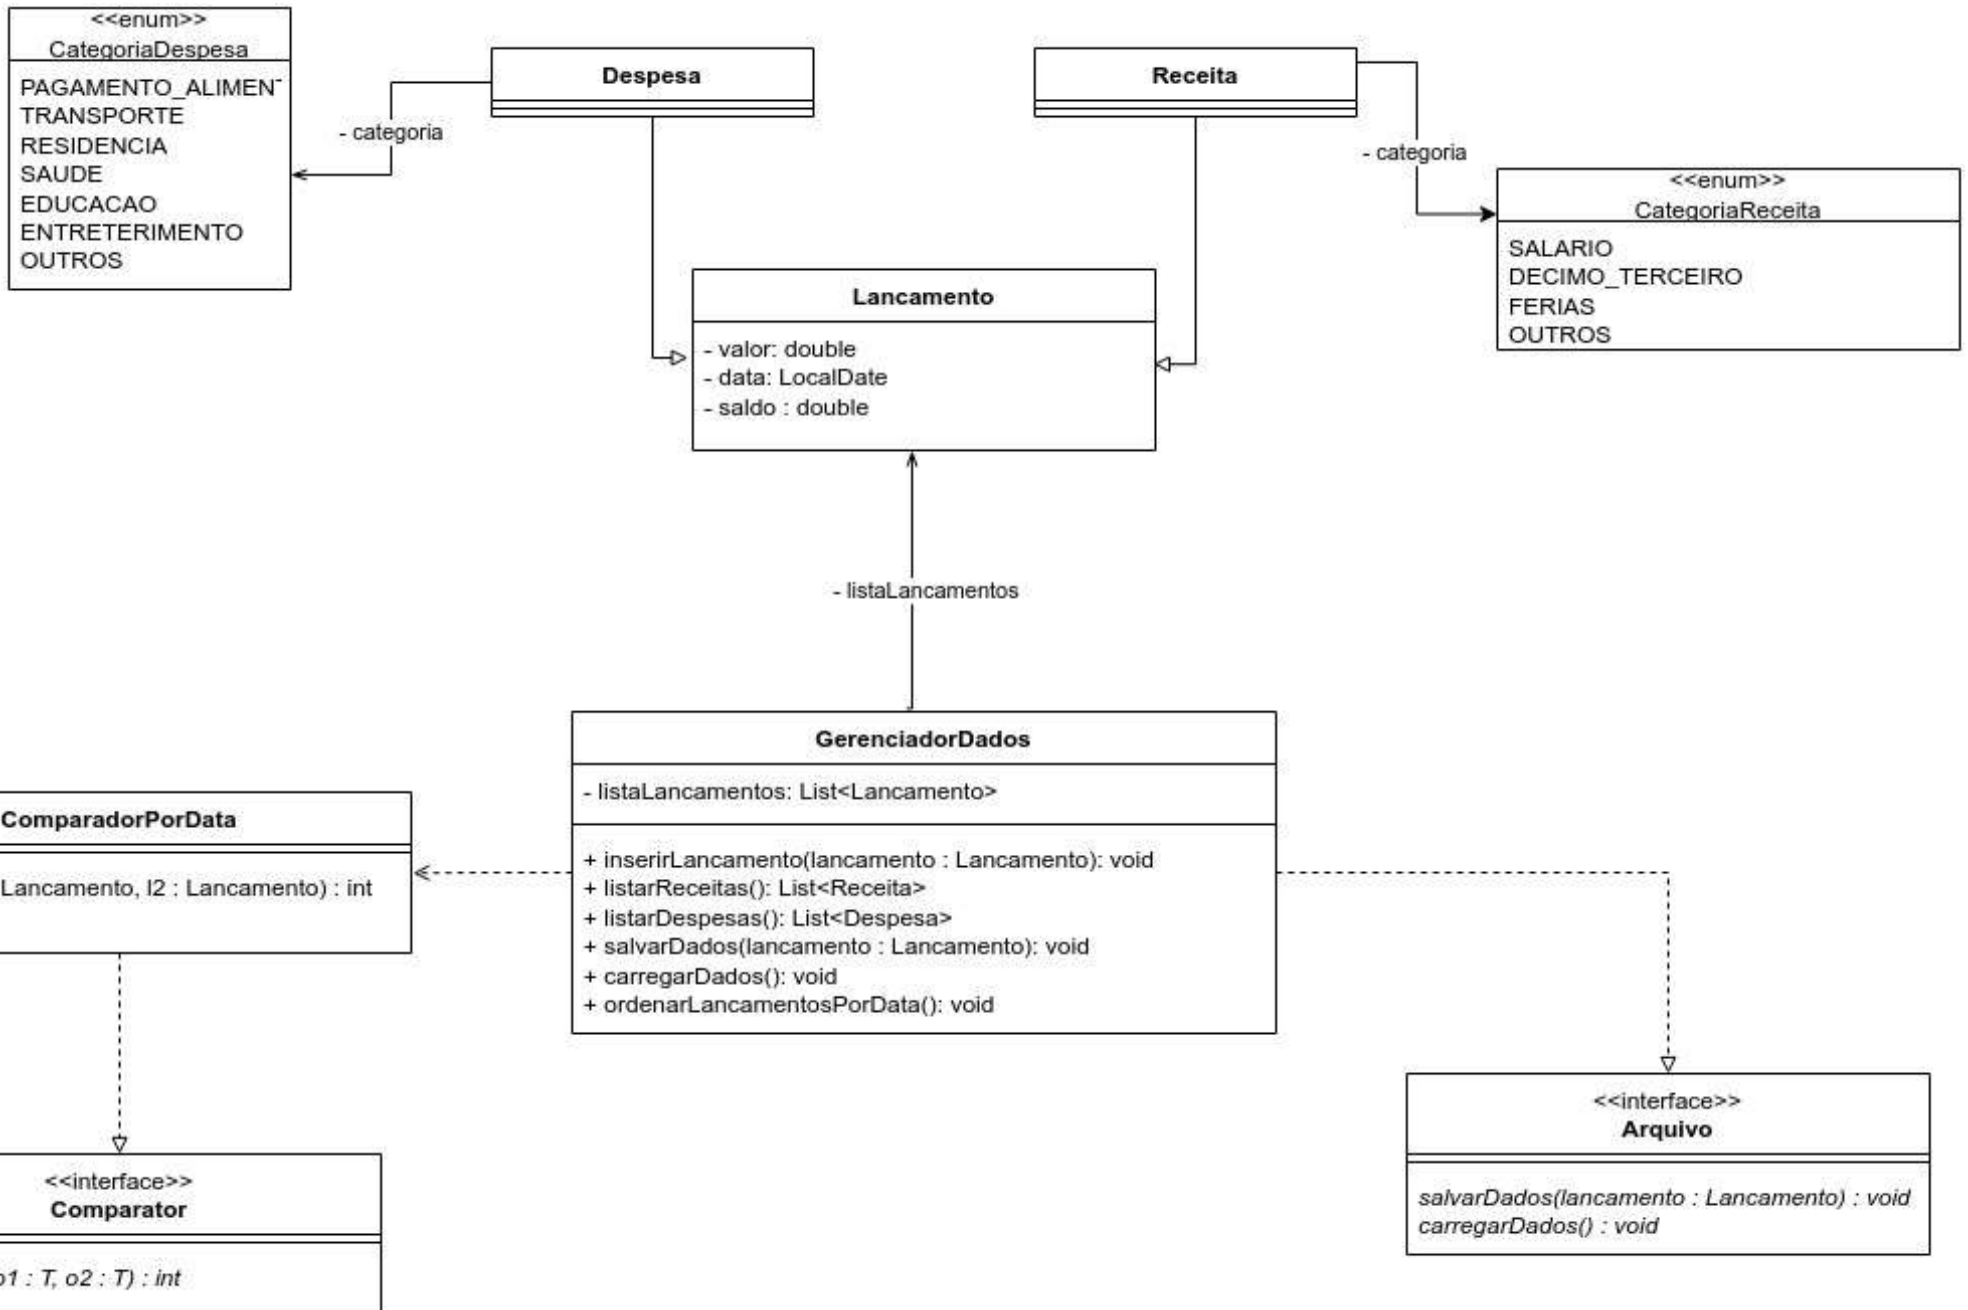 <<enum>>
CategoriaDespesa
PAGAMENTO_ALIMEN
TRANSPORTE
RESIDENCIA
SAUDE
EDUCACAO
ENTRETERIMENTO
OUTROS
- categoria
Despesa
Receita
- categoria
<<enum>>
CategoriaReceita
SALARIO
DECIMO_TERCEIRO
FERIAS
OUTROS
Lancamento
- valor: double
- data: LocalDate
- saldo : double
- listaLancamentos
GerenciadorDados
- listaLancamentos: List<Lancamento>
+ inserirLancamento(lancamento : Lancamento): void
+ listarReceitas(): List<Receita>
+ listarDespesas(): List<Despesa>
+ salvarDados(lancamento : Lancamento): void
+ carregarDados(): void
+ ordenarLancamentosPorData(): void
ComparadorPorData
Lancamento, l2 : Lancamento) : int
<<interface>>
Comparator
o1 : T, o2 : T) : int
<<interface>>
Arquivo
salvarDados(lancamento : Lancamento) : void
carregarDados() : void